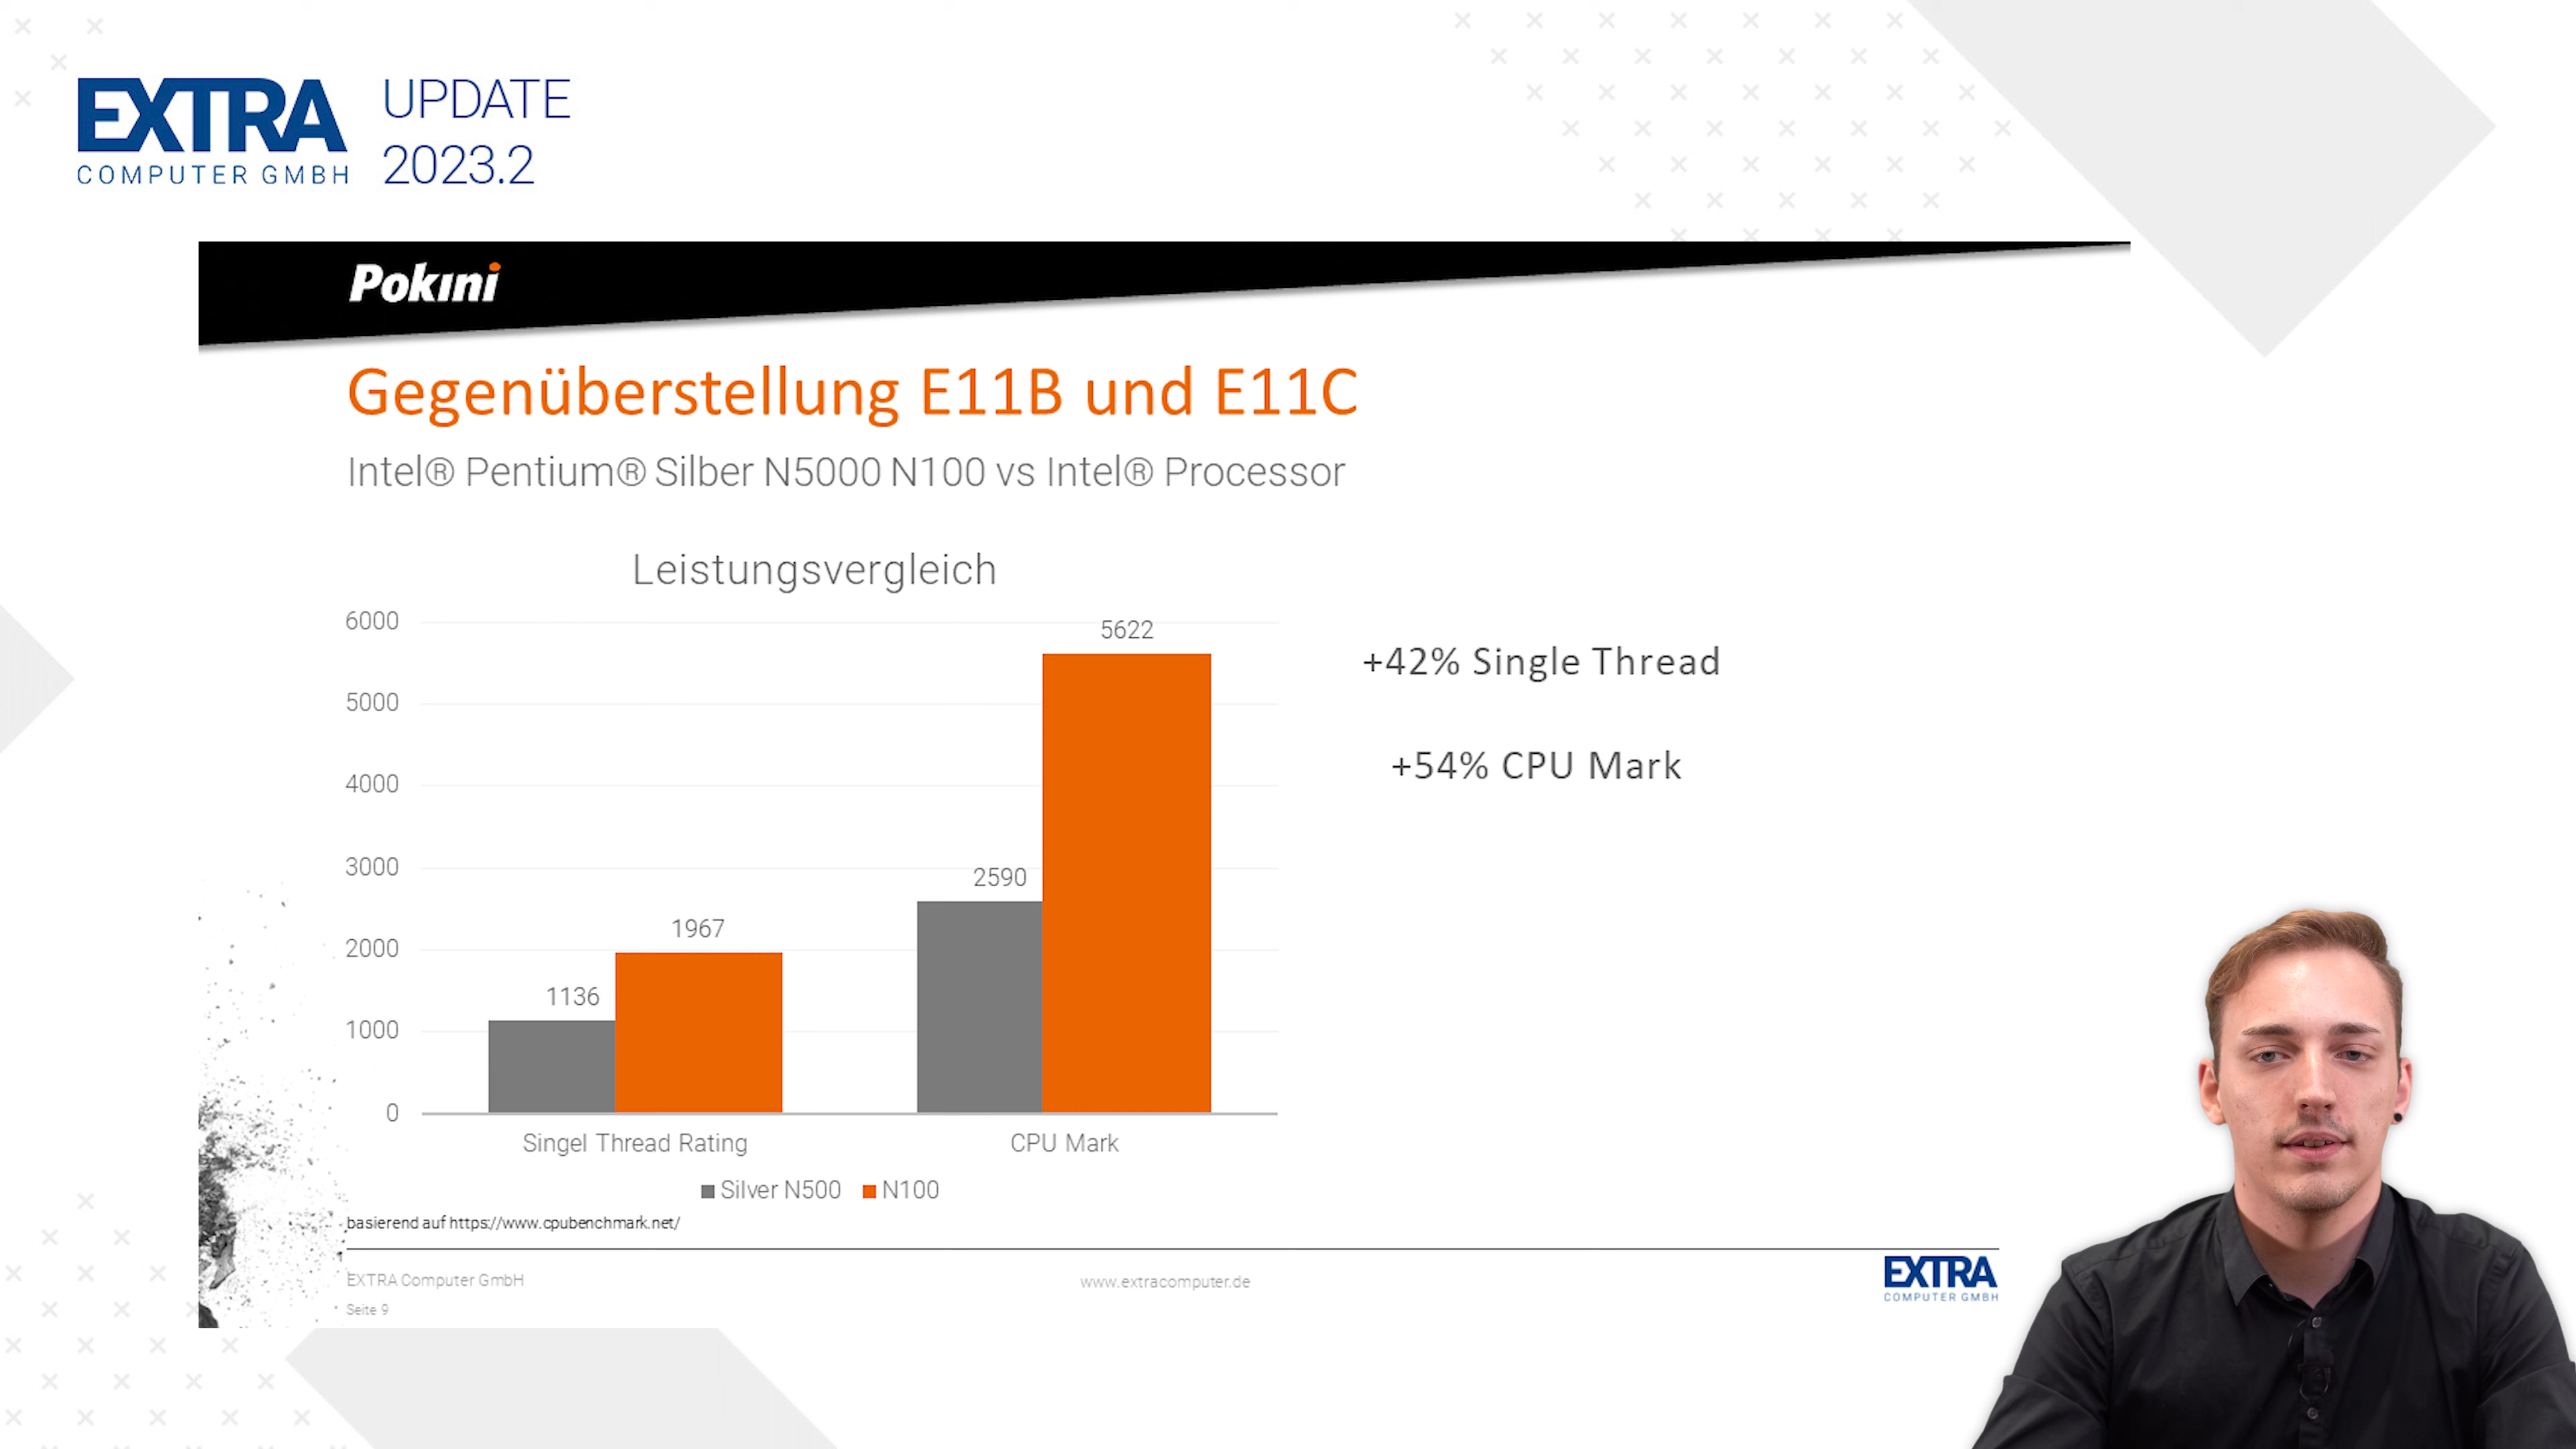 EXTRA
COMPUTER GMBH
UPDATE
2023.2
Pokini
Gegenüberstellung E11B und E11C
Intel® Pentium® Silber N5000 N100 vs Intel® Processor
Leistungsvergleich
6000
5000
4000
3000
2000
1000
0
1136
1967
2590
5622
Singel Thread Rating
CPU Mark
Silver N500
N100
+42% Single Thread
+54% CPU Mark
basierend auf https://www.cpubenchmark.net/
EXTRA Computer GmbH
Seite 9
www.extracomputer.de
EXTRA
COMPUTER GMBH